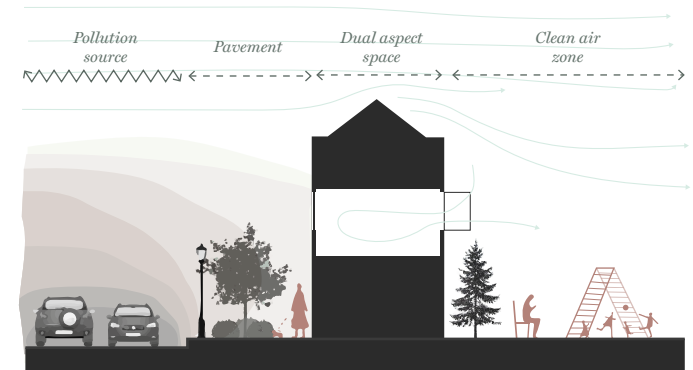 Pollution
source
Pavement
Dual aspect
space
Clean air
zone